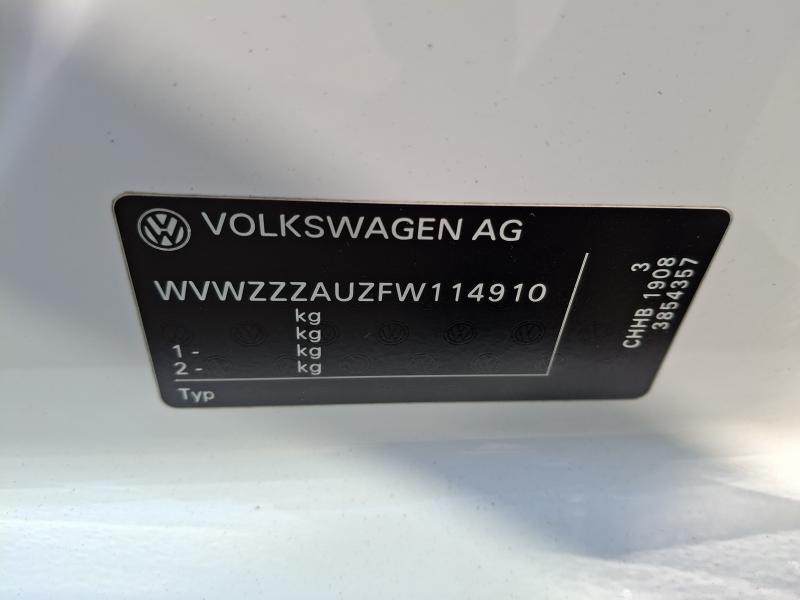 VOLKSWAGEN AG
WVWZZZAUZFW114910
kg
kg
1 - kg
2 - kg
Typ
3
CHHB 1908
3854357